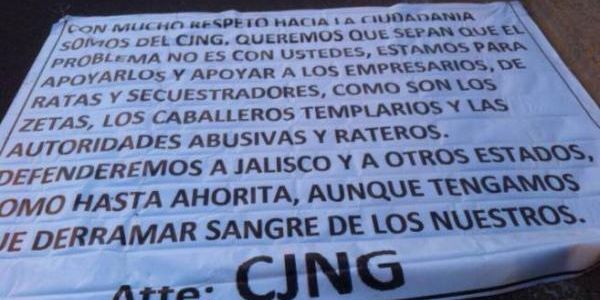 CON MUCHO RESPETO HACIA LA CIUDADANIA
SOMOS DEL CJNG. QUEREMOS QUE SEPAN QUE EL
PROBLEMA NO ES CON USTEDES, ESTAMOS PARA
APOYARLOS Y APOYAR A LOS EMPRESARIOS, DE
RATAS Y SECUESTRADORES, COMO SON LOS
ZETAS, LOS CABALLEROS TEMPLARIOS Y LAS
AUTORIDADES ABUSIVAS Y RATEROS.
DEFENDEREMOS A JALISCO Y A OTROS ESTADOS,
OMO HASTA AHORITA, AUNQUE TENGAMOS
UE DERRAMAR SANGRE DE LOS NUESTROS.
Atte: CJNG